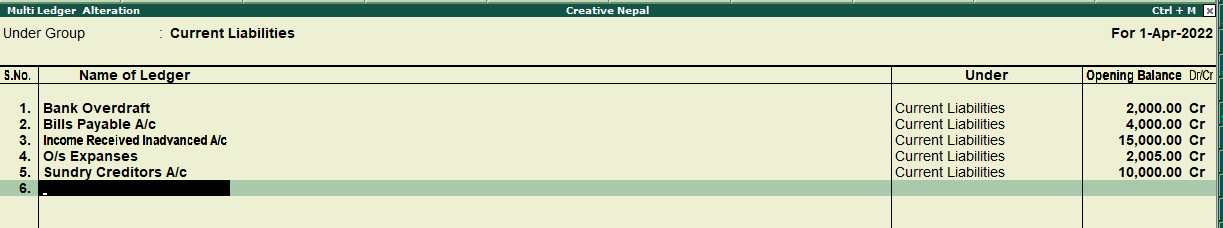 Multi Ledger Alteration Creative Nepal Ctrl + M
Under Group : Current Liabilities For 1-Apr-2022
S.No. Name of Ledger Under Opening Balance Dr/Cr
1. Bank Overdraft Current Liabilities 2,000.00 Cr
2. Bills Payable A/c Current Liabilities 4,000.00 Cr
3. Income Received Inadvanced A/c Current Liabilities 15,000.00 Cr
4. O/s Expanses Current Liabilities 2,005.00 Cr
5. Sundry Creditors A/c Current Liabilities 10,000.00 Cr
6.